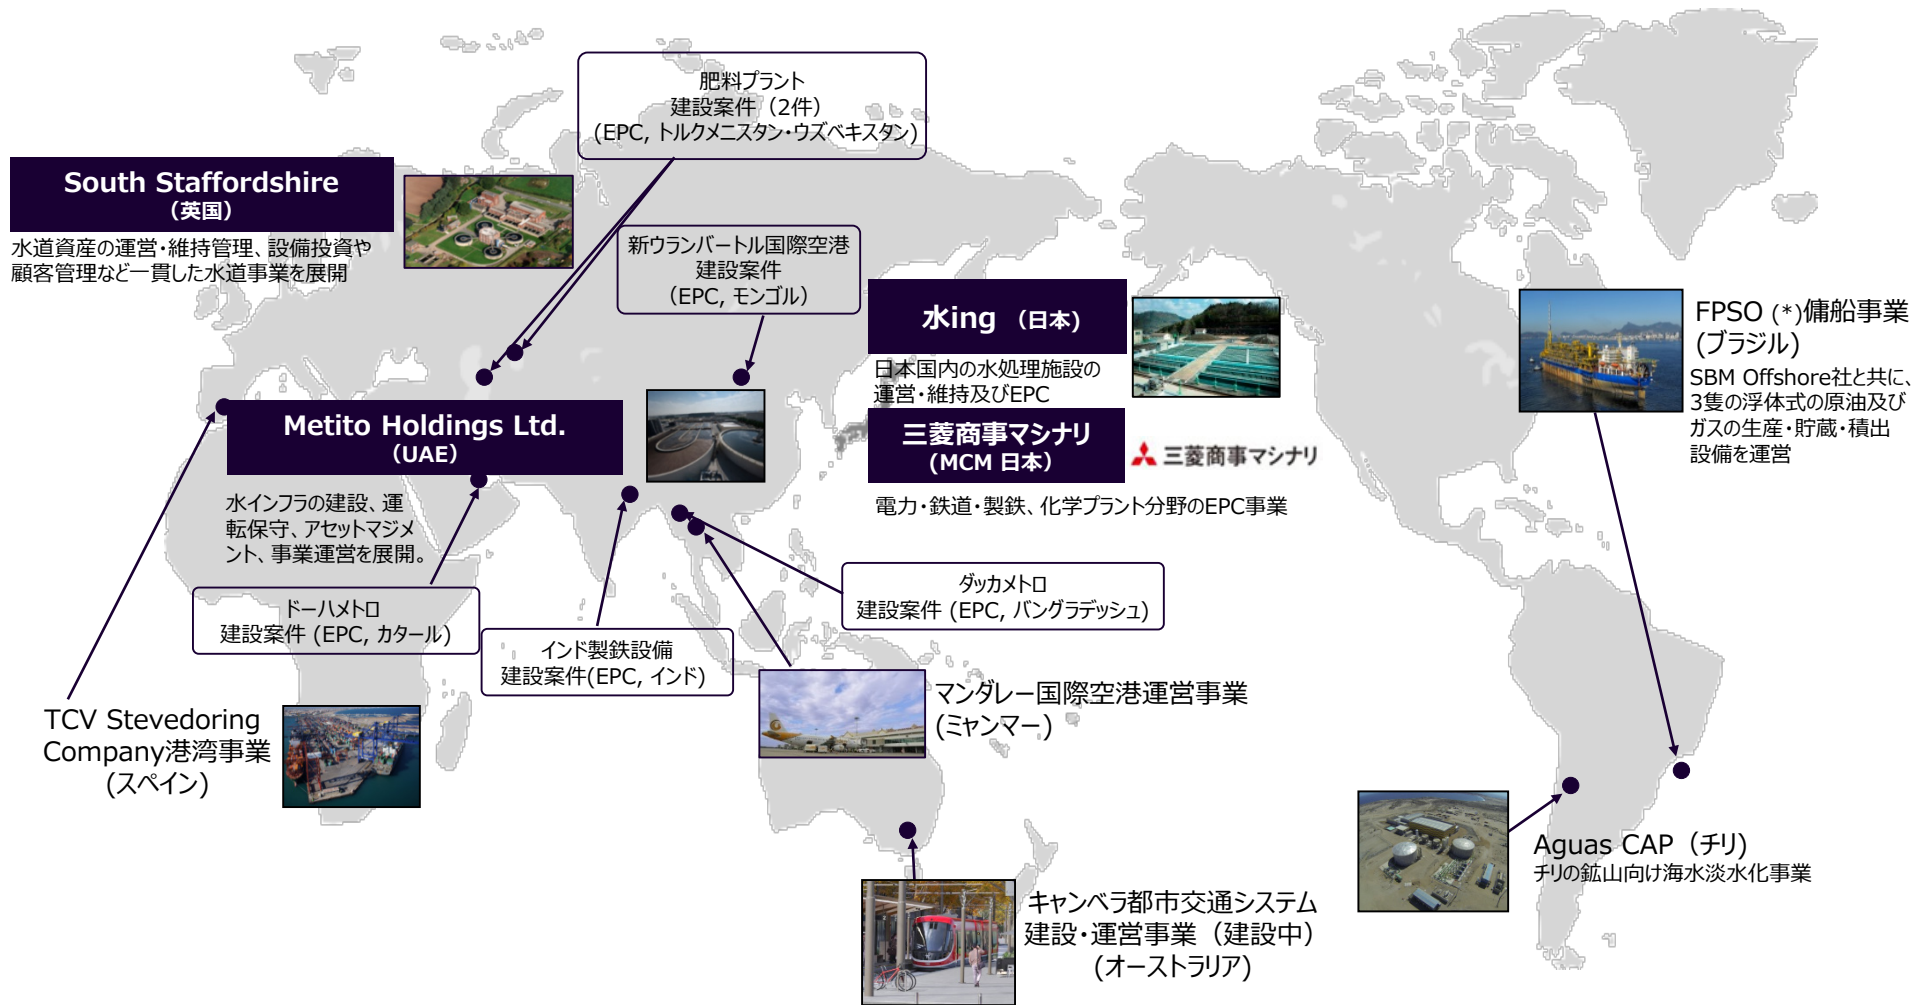 肥料プラント
建設案件（2件）
(EPC, トルクメニスタン・ウズベキスタン)
South Staffordshire
（英国）
水道資産の運営・維持管理、設備投資や
顧客管理など一貫した水道事業を展開
新ウランバートル国際空港
建設案件
（EPC, モンゴル）
水ing （日本)
日本国内の水処理施設の
運営・維持及びEPC
三菱商事マシナリ
(MCM 日本）
三菱商事マシナリ
電力・鉄道・製鉄、化学プラント分野のEPC事業
FPSO (*)傭船事業
(ブラジル)
SBM Offshore社と共に、
3隻の浮体式の原油及び
ガスの生産・貯蔵・積出
設備を運営
Metito Holdings Ltd.
（UAE）
水インフラの建設、運
転保守、アセットマジメ
ント、事業運営を展開。
ドーハメトロ
建設案件 (EPC, カタール)
インド製鉄設備
建設案件(EPC, インド)
ダッカメトロ
建設案件 (EPC, バングラデッシュ)
マンダレー国際空港運営事業
(ミャンマー)
TCV Stevedoring
Company港湾事業
(スペイン)
キャンベラ都市交通システム
建設・運営事業（建設中）
(オーストラリア)
Aguas CAP（チリ)
チリの鉱山向け海水淡水化事業